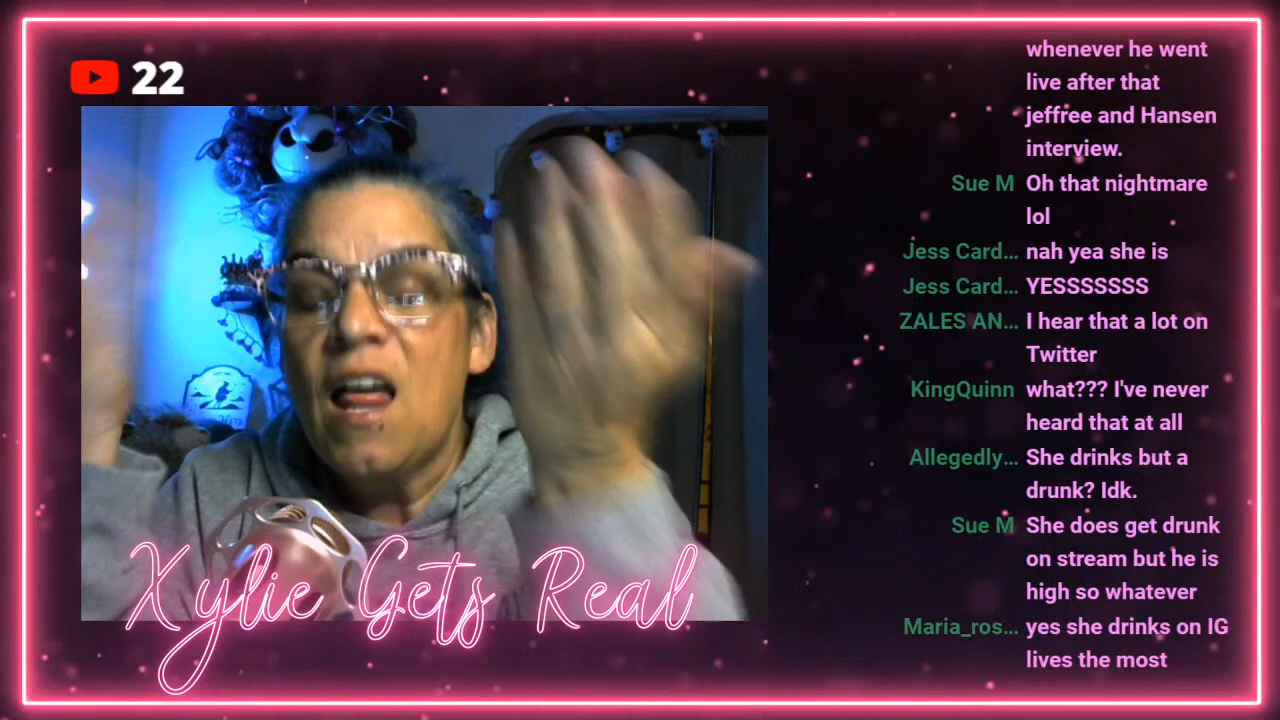 22
Xylie Gets Real
whenever he went
live after that
jeffree and Hansen
interview.
Sue M Oh that nightmare
lol
Jess Card... nah yea she is
Jess Card... YESSSSSSS
ZALES AN... I hear that a lot on
Twitter
KingQuinn what??? I've never
heard that at all
Allegedly... She drinks but a
drunk? Idk.
Sue M She does get drunk
on stream but he is
high so whatever
Maria_ros... yes she drinks on IG
lives the most